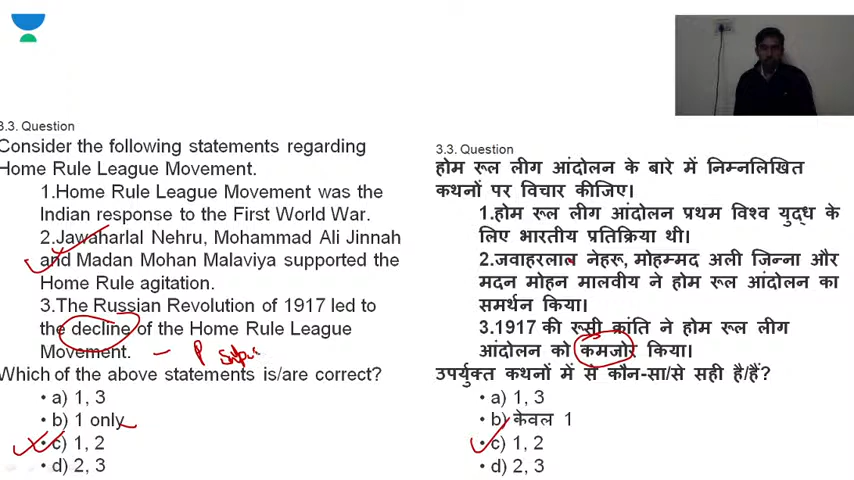 3.3. Question
Consider the following statements regarding
Home Rule League Movement.
1.Home Rule League Movement was the
Indian response to the First World War.
2.Jawaharlal Nehru, Mohammad Ali Jinnah
and Madan Mohan Malaviya supported the
Home Rule agitation.
3.The Russian Revolution of 1917 led to
the decline of the Home Rule League
Movement.
Which of the above statements is/are correct?
• a) 1, 3
• b) 1 only
• c) 1, 2
• d) 2, 3
3.3. Question
होम रूल लीग आंदोलन के बारे में निम्नलिखित
कथनों पर विचार कीजिए।
1.होम रूल लीग आंदोलन प्रथम विश्व युद्ध के
लिए भारतीय प्रतिक्रिया थी।
2.जवाहरलाल नेहरू, मोहम्मद अली जिन्ना और
मदन मोहन मालवीय ने होम रूल आंदोलन का
समर्थन किया।
3.1917 की रूसी क्रांति ने होम रूल लीग
आंदोलन को कमजोर किया।
उपर्युक्त कथनों में से कौन-सा/से सही है/हैं?
• a) 1, 3
• b) केवल 1
• c) 1, 2
• d) 2, 3